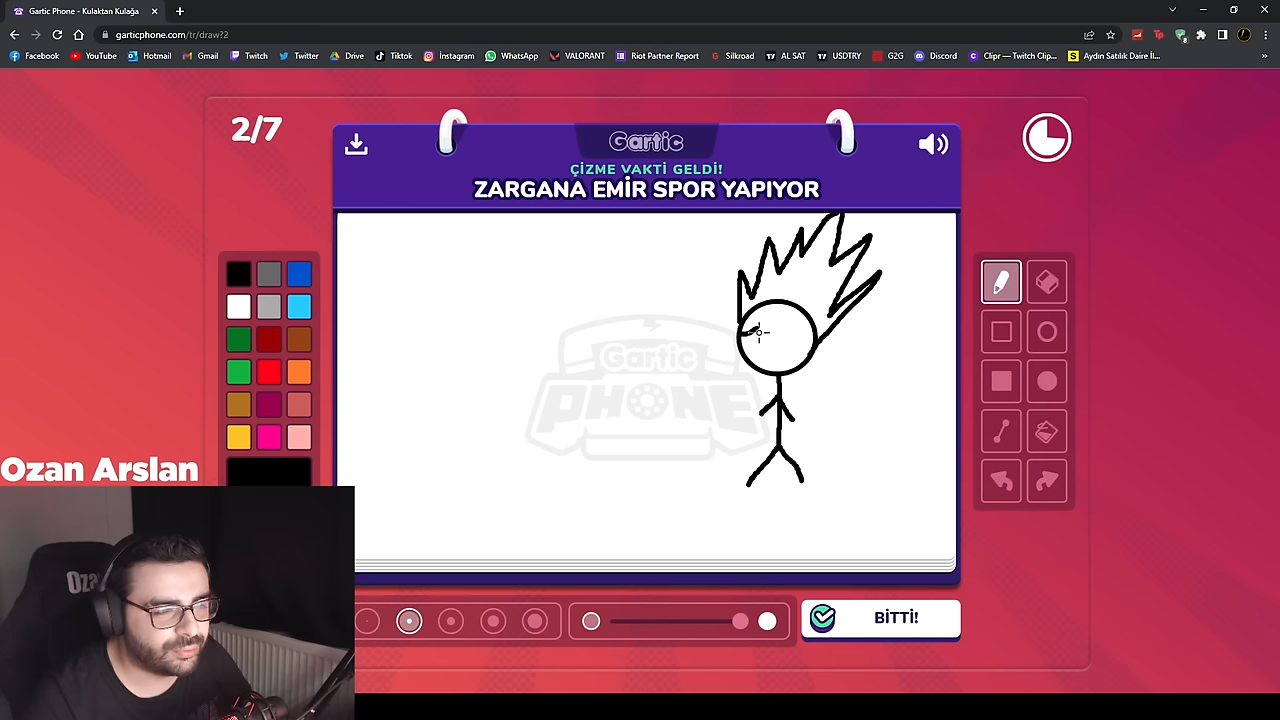 Gartic Phone - Kulaktan Kulağa
garticphone.com/tr/draw?2
Facebook YouTube Hotmail Gmail Twitch Twitter Drive Tiktok Instagram WhatsApp VALORANT Riot Partner Report Silkroad AL SAT USDTRY G2G Discord Clipr — Twitch Clip... Aydın Satılık Daire İl...
2/7
Gartic
ÇİZME VAKTİ GELDİ!
ZARGANA EMİR SPOR YAPIYOR
Gartic
PHONE
Ozan Arslan
Oza
BİTTİ!